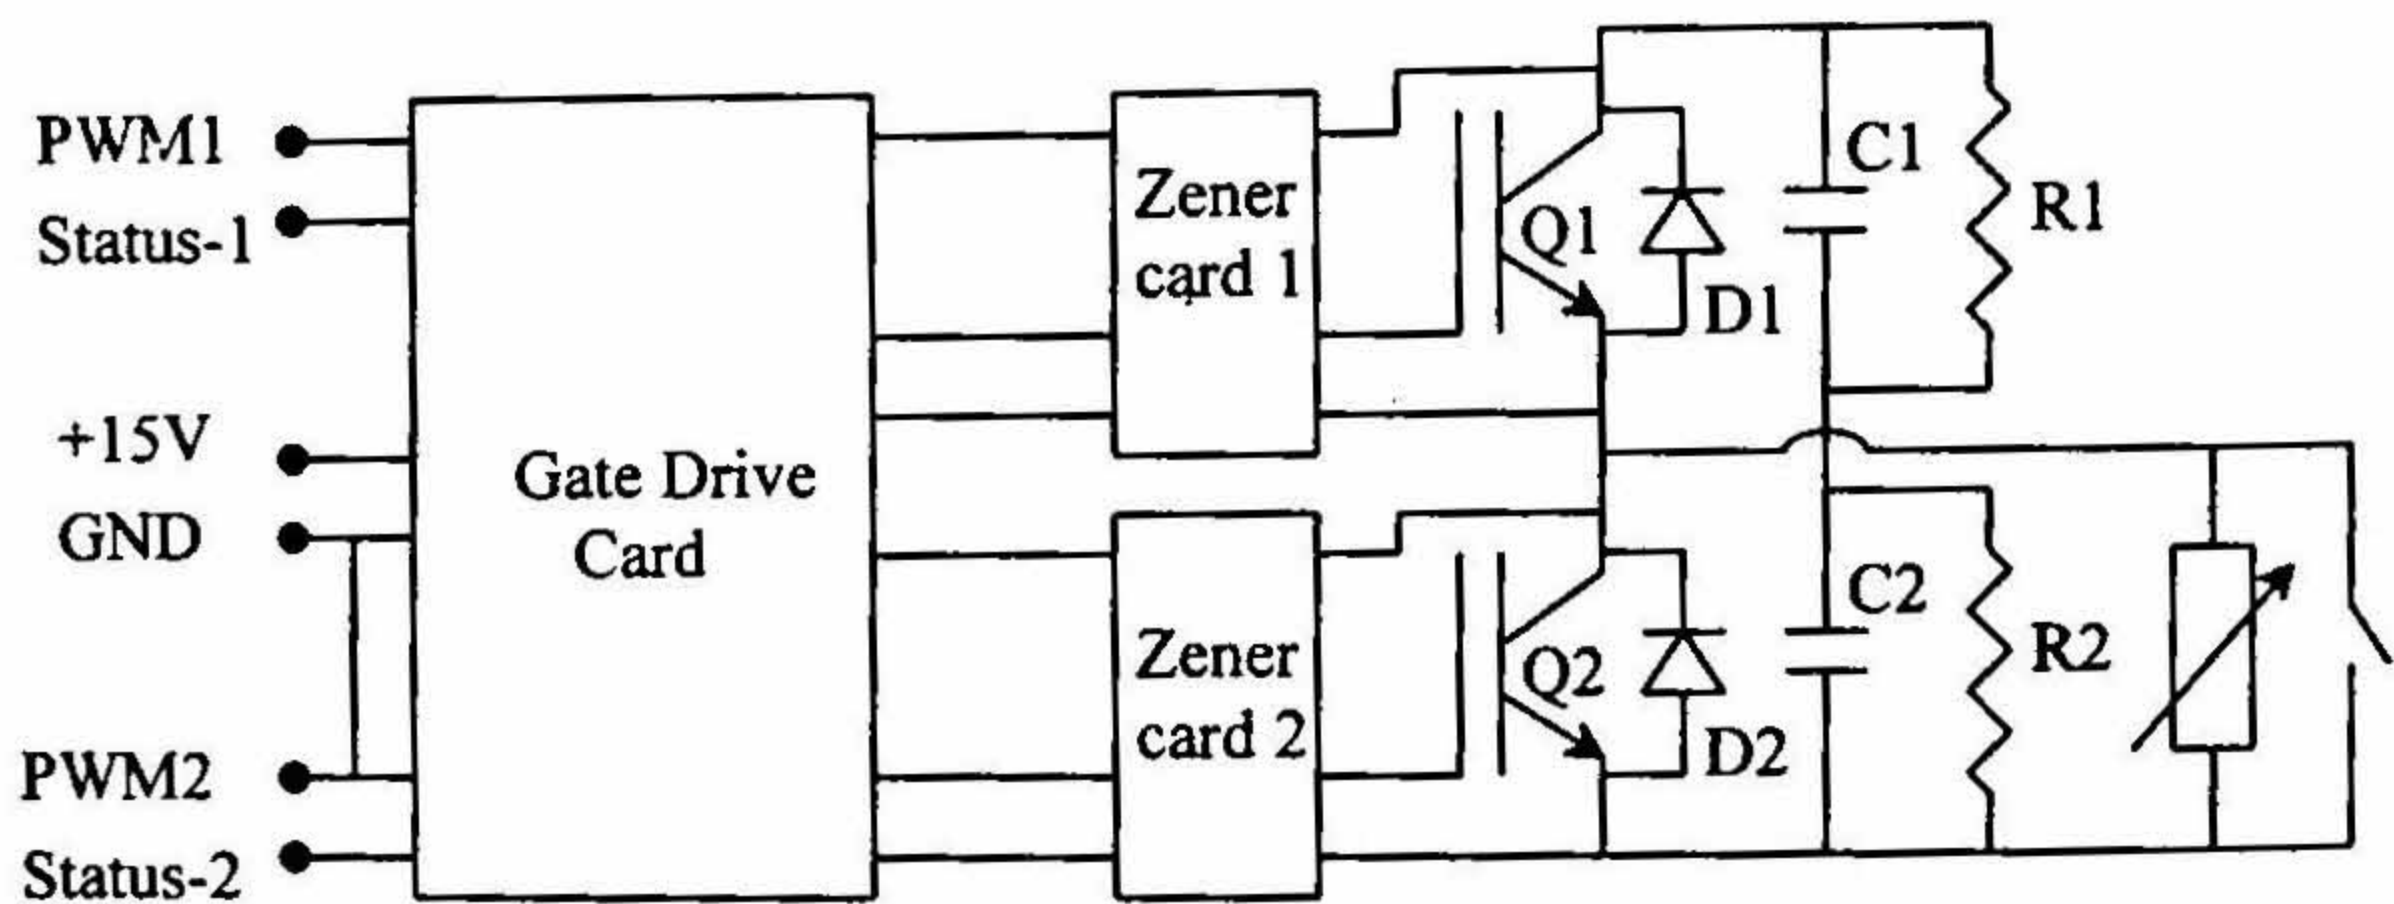 PWM1
Status-1
+15V
GND
PWM2
Status-2
Gate Drive
Card
Zener
card 1
Zener
card 2
Q1
D1
C1
R1
Q2
D2
C2
R2